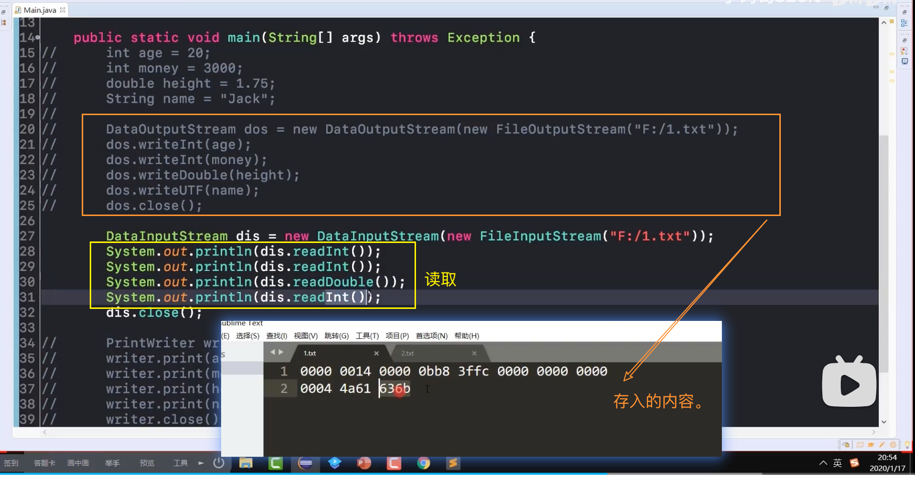 Main.java
13
14 public static void main(String[] args) throws Exception {
15 // int age = 20;
16 // int money = 3000;
17 // double height = 1.75;
18 // String name = "Jack";
19 //
20 // DataOutputStream dos = new DataOutputStream(new FileOutputStream("F:/1.txt"));
21 // dos.writeInt(age);
22 // dos.writeInt(money);
23 // dos.writeDouble(height);
24 // dos.writeUTF(name);
25 // dos.close();
26
27 DataInputStream dis = new DataInputStream(new FileInputStream("F:/1.txt"));
28 System.out.println(dis.readInt());
29 System.out.println(dis.readInt());
30 System.out.println(dis.readDouble());
31 System.out.println(dis.readInt());
读取
32 dis.close();
33
34 // PrintWriter wr
35 // writer.print(a
36 // writer.print(m
37 // writer.print(h
38 // writer.print(n
39 // writer.close()
ublime Text
(E) 选择(S) 查找(I) 视图(V) 跳转(G) 工具(T) 项目(P) 首选项(N) 帮助(H)
S
1.txt
2.txt
1 0000 0014 0000 0bb8 3ffc 0000 0000 0000
2 0004 4a61 636b
存入的内容。
签到 答题卡 画中画 举手 预览 工具
英
20:54
2020/1/17